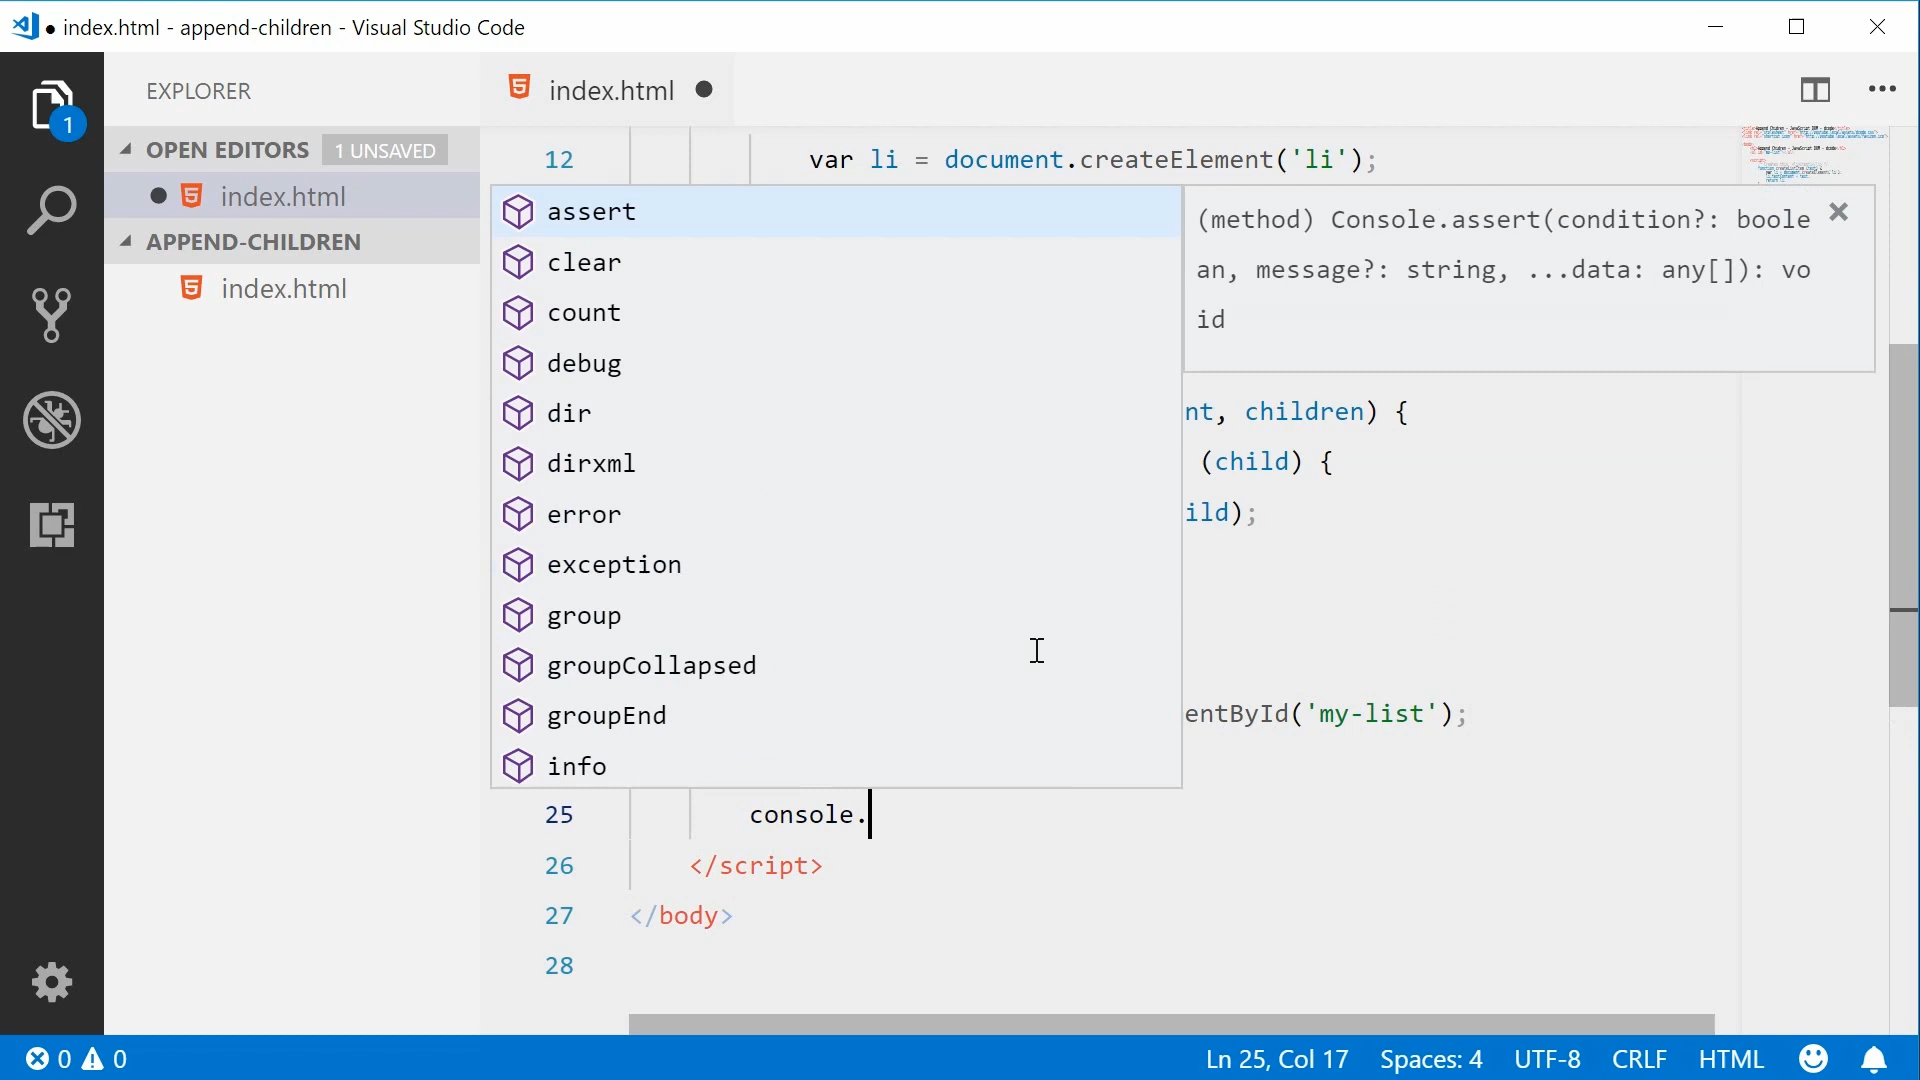 index.html - append-children - Visual Studio Code
EXPLORER
index.html
1
OPEN EDITORS 1 UNSAVED
index.html
APPEND-CHILDREN
index.html
12 var li = document.createElement('li');
assert
clear
count
debug
dir
dirxml
error
exception
group
groupCollapsed
groupEnd
info
(method) Console.assert(condition?: boole
an, message?: string, ...data: any[]): vo
id
nt, children) {
(child) {
ild);
entById('my-list');
25 console.
26 </script>
27 </body>
28
0 0 Ln 25, Col 17 Spaces: 4 UTF-8 CRLF HTML